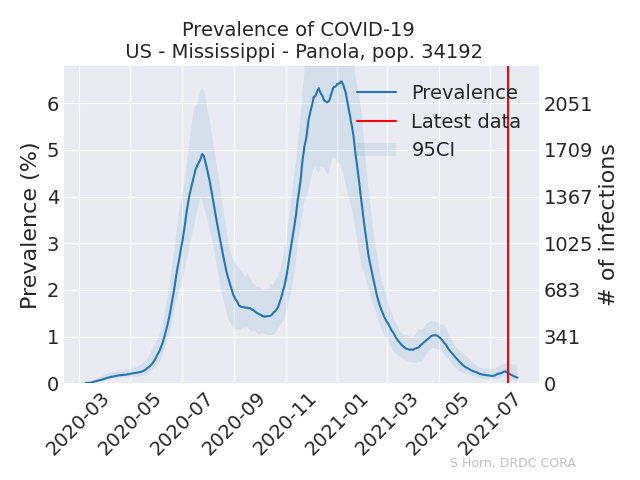 Prevalence of COVID-19
US - Mississippi - Panola, pop. 34192
Prevalence (%)
6
5
4
3
2
1
0
Prevalence
Latest data
95CI
2051
1709
1367
1025
683
341
0
# of infections
2020-03
2020-05
2020-07
2020-09
2020-11
2021-01
2021-03
2021-05
2021-07
S Horn, DRDC CORA